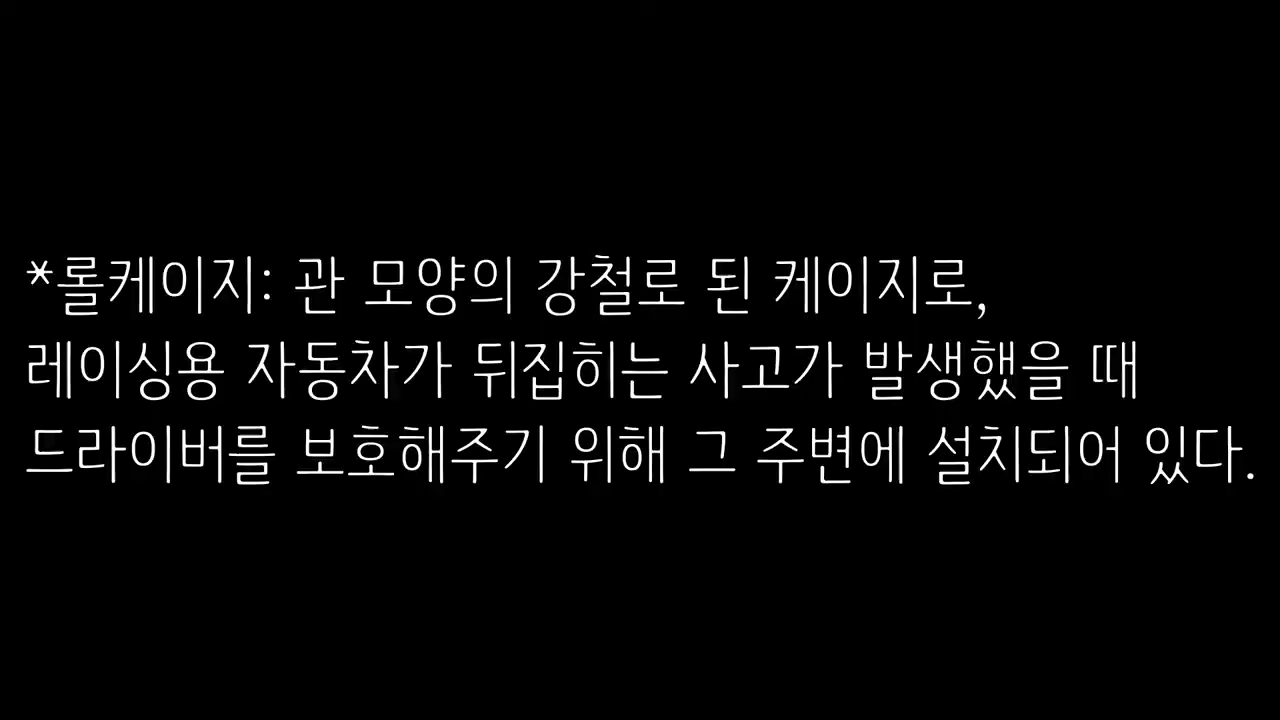 *롤케이지: 관 모양의 강철로 된 케이지로,
레이싱용 자동차가 뒤집히는 사고가 발생했을 때
드라이버를 보호해주기 위해 그 주변에 설치되어 있다.